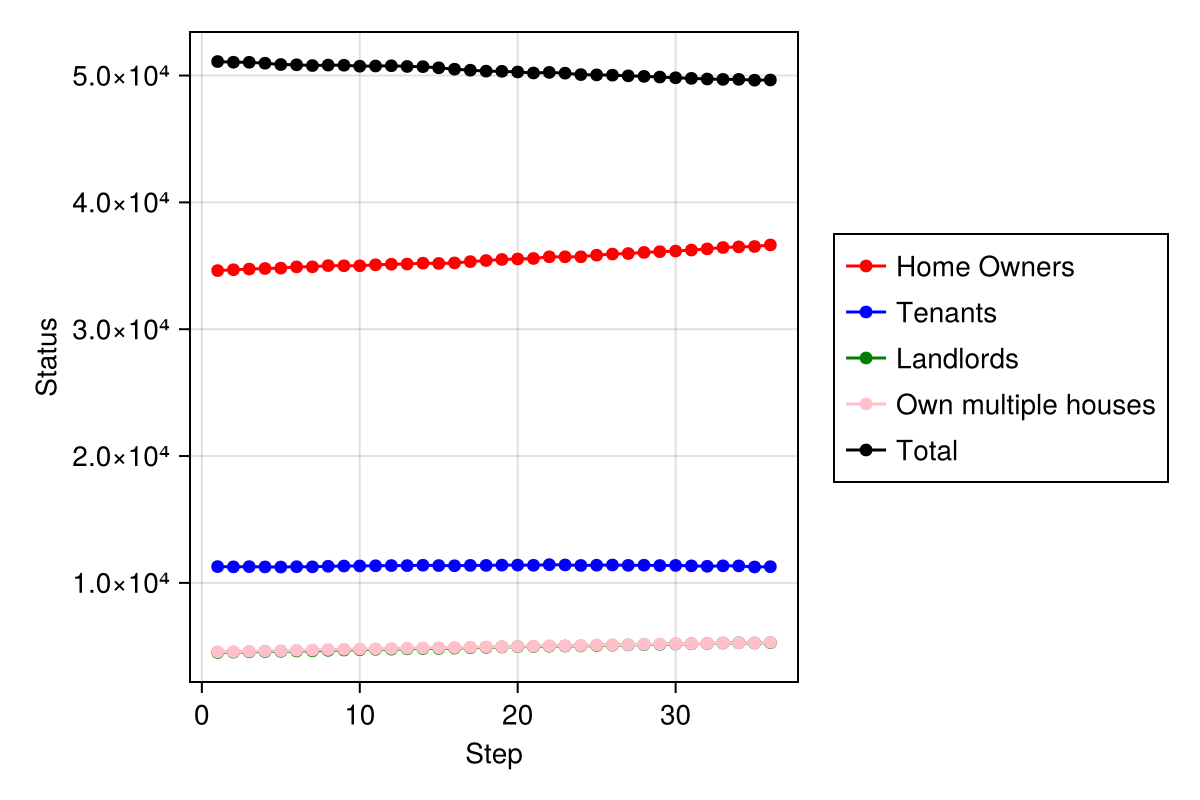 5.0×10⁴
4.0×10⁴
3.0×10⁴
2.0×10⁴
1.0×10⁴
Status
0 10 20 30
Step
Home Owners
Tenants
Landlords
Own multiple houses
Total